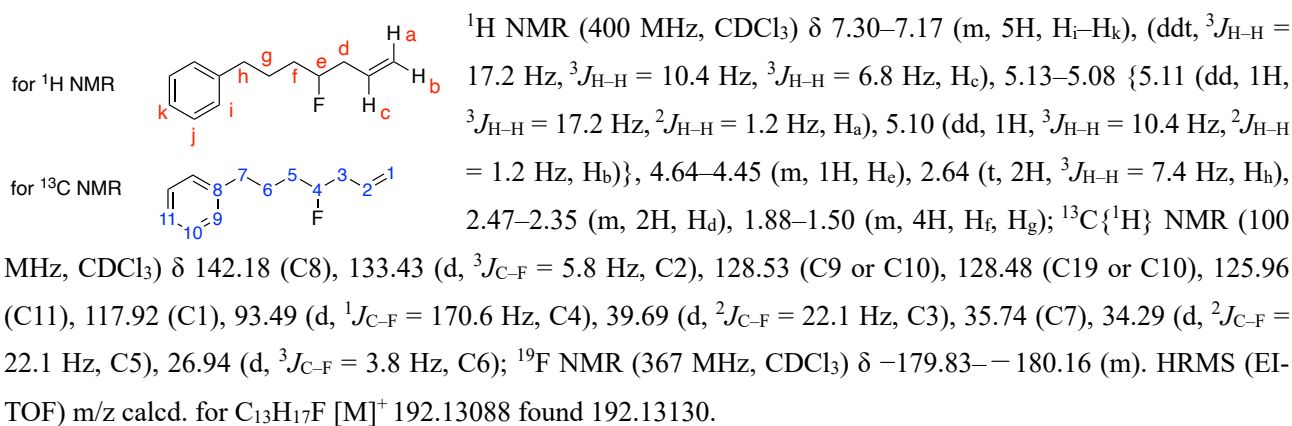 for ¹H NMR
a
b
c
d
e
f
g
h
i
j
k
F
H
H
H
for ¹³C NMR
1
2
3
4
5
6
7
8
9
10
11
F
¹H NMR (400 MHz, CDCl₃) δ 7.30–7.17 (m, 5H, Hᵢ–Hₖ), (ddt, ³J_H–H =
17.2 Hz, ³J_H–H = 10.4 Hz, ³J_H–H = 6.8 Hz, H_c), 5.13–5.08 {5.11 (dd, 1H,
³J_H–H = 17.2 Hz, ²J_H–H = 1.2 Hz, H_a), 5.10 (dd, 1H, ³J_H–H = 10.4 Hz, ²J_H–H
= 1.2 Hz, H_b)}, 4.64–4.45 (m, 1H, H_e), 2.64 (t, 2H, ³J_H–H = 7.4 Hz), H_h),
2.47–2.35 (m, 2H, H_d), 1.88–1.50 (m, 4H, H_f, H_g); ¹³C{¹H} NMR (100
MHz, CDCl₃) δ 142.18 (C8), 133.43 (d, ³J_C–F = 5.8 Hz, C2), 128.53 (C9 or C10), 128.48 (C19 or C10), 125.96
(C11), 117.92 (C1), 93.49 (d, ¹J_C–F = 170.6 Hz, C4), 39.69 (d, ²J_C–F = 22.1 Hz, C3), 35.74 (C7), 34.29 (d, ²J_C–F =
22.1 Hz, C5), 26.94 (d, ³J_C–F = 3.8 Hz, C6); ¹⁹F NMR (367 MHz, CDCl₃) δ −179.83–−180.16 (m). HRMS (EI-
TOF) m/z calcd. for C₁₃H₁₇F [M]⁺ 192.13088 found 192.13130.